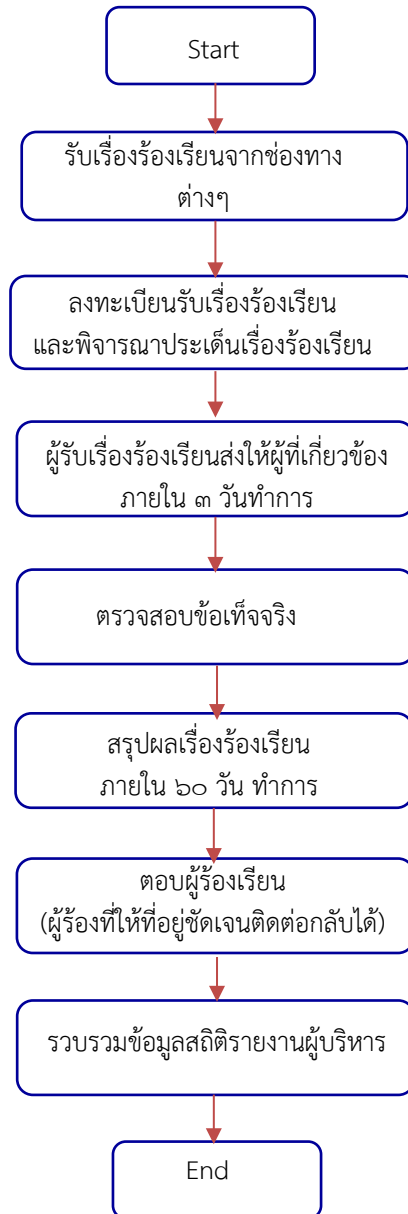 Start
รับเรื่องร้องเรียนจากช่องทาง
ต่างๆ
ลงทะเบียนรับเรื่องร้องเรียน
และพิจารณาประเด็นเรื่องร้องเรียน
ผู้รับเรื่องร้องเรียนส่งให้ผู้ที่เกี่ยวข้อง
ภายใน ๓ วันทำการ
ตรวจสอบข้อเท็จจริง
สรุปผลเรื่องร้องเรียน
ภายใน ๖๐ วัน ทำการ
ตอบผู้ร้องเรียน
(ผู้ร้องที่ให้ที่อยู่ชัดเจนติดต่อกลับได้)
รวบรวมข้อมูลสถิติรายงานผู้บริหาร
End